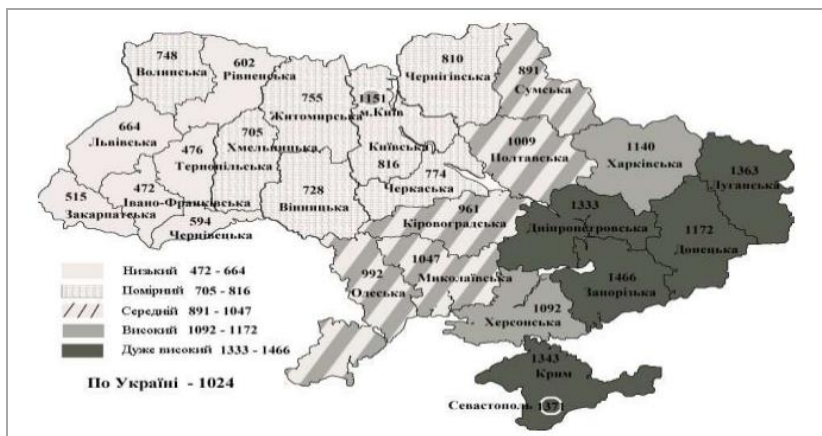 748
Волинська
602
Рівненська
810
Чернігівська
891
Сумська
755
Житомирська
1151
м.Київ
664
Львівська
476
Тернопільська
705
Хмельницька
Київська
816
1009
Полтавська
1140
Харківська
1363
Луганська
774
Черкаська
515
Закарпатська
472
Івано-Франківська
594
Чернівецька
728
Вінницька
961
Кіровоградська
1333
Дніпропетровська
1172
Донецька
992
Одеська
1047
Миколаївська
1466
Запорізька
1092
Херсонська
1343
Крим
Севастополь 1371
Низький 472 - 664
Помірний 705 - 816
Середній 891 - 1047
Високий 1092 - 1172
Дуже високий 1333 - 1466
По Україні - 1024